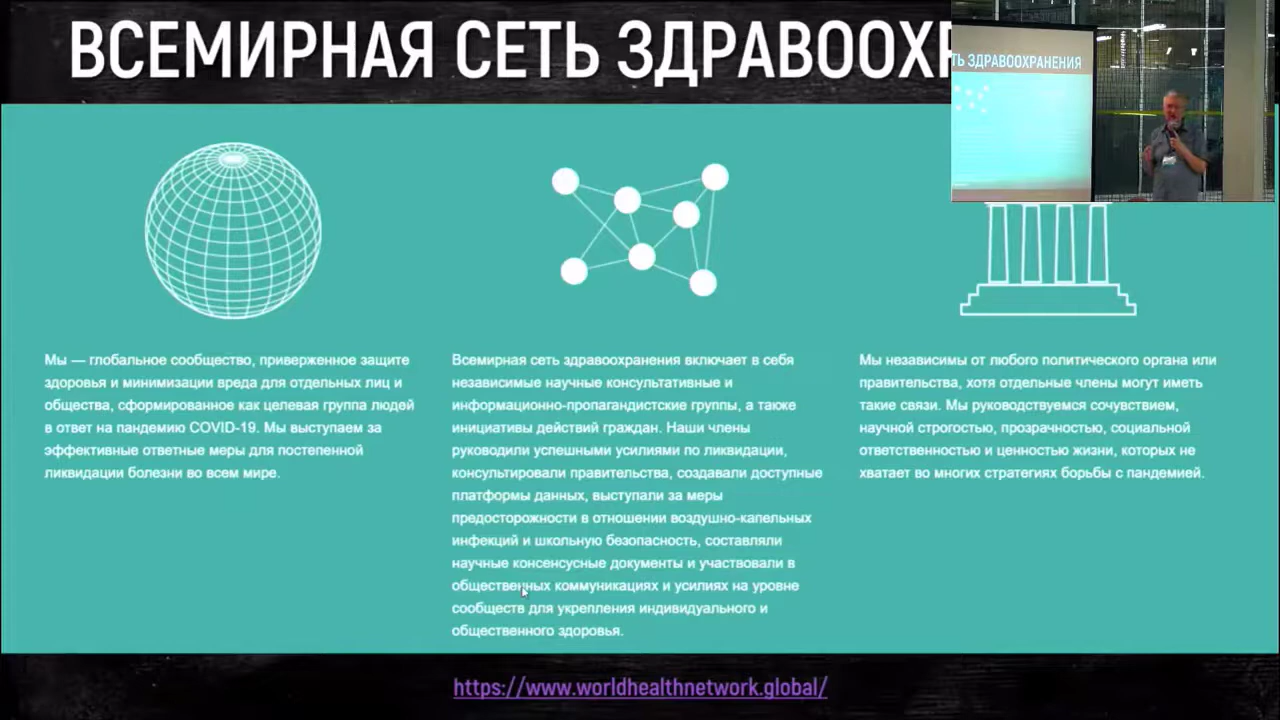 ВСЕМИРНАЯ СЕТЬ ЗДРАВООХР
ТЬ ЗДРАВООХРАНЕНИЯ
Мы — глобальное сообщество, приверженное защите
здоровья и минимизации вреда для отдельных лиц и
общества, сформированное как целевая группа людей
в ответ на пандемию COVID-19. Мы выступаем за
эффективные ответные меры для постепенной
ликвидации болезни во всем мире.
Всемирная сеть здравоохранения включает в себя
независимые научные консультативные и
информационно-пропагандистские группы, а также
инициативы действий граждан. Наши члены
руководили успешными усилиями по ликвидации,
консультировали правительства, создавали доступные
платформы данных, выступали за меры
предосторожности в отношении воздушно-капельных
инфекций и школьную безопасность, составляли
научные консенсусные документы и участвовали в
общественных коммуникациях и усилиях на уровне
сообществ для укрепления индивидуального и
общественного здоровья.
Мы независимы от любого политического органа или
правительства, хотя отдельные члены могут иметь
такие связи. Мы руководствуемся сочувствием,
научной строгостью, прозрачностью, социальной
ответственностью и ценностью жизни, которых не
хватает во многих стратегиях борьбы с пандемией.
https://www.worldhealthnetwork.global/